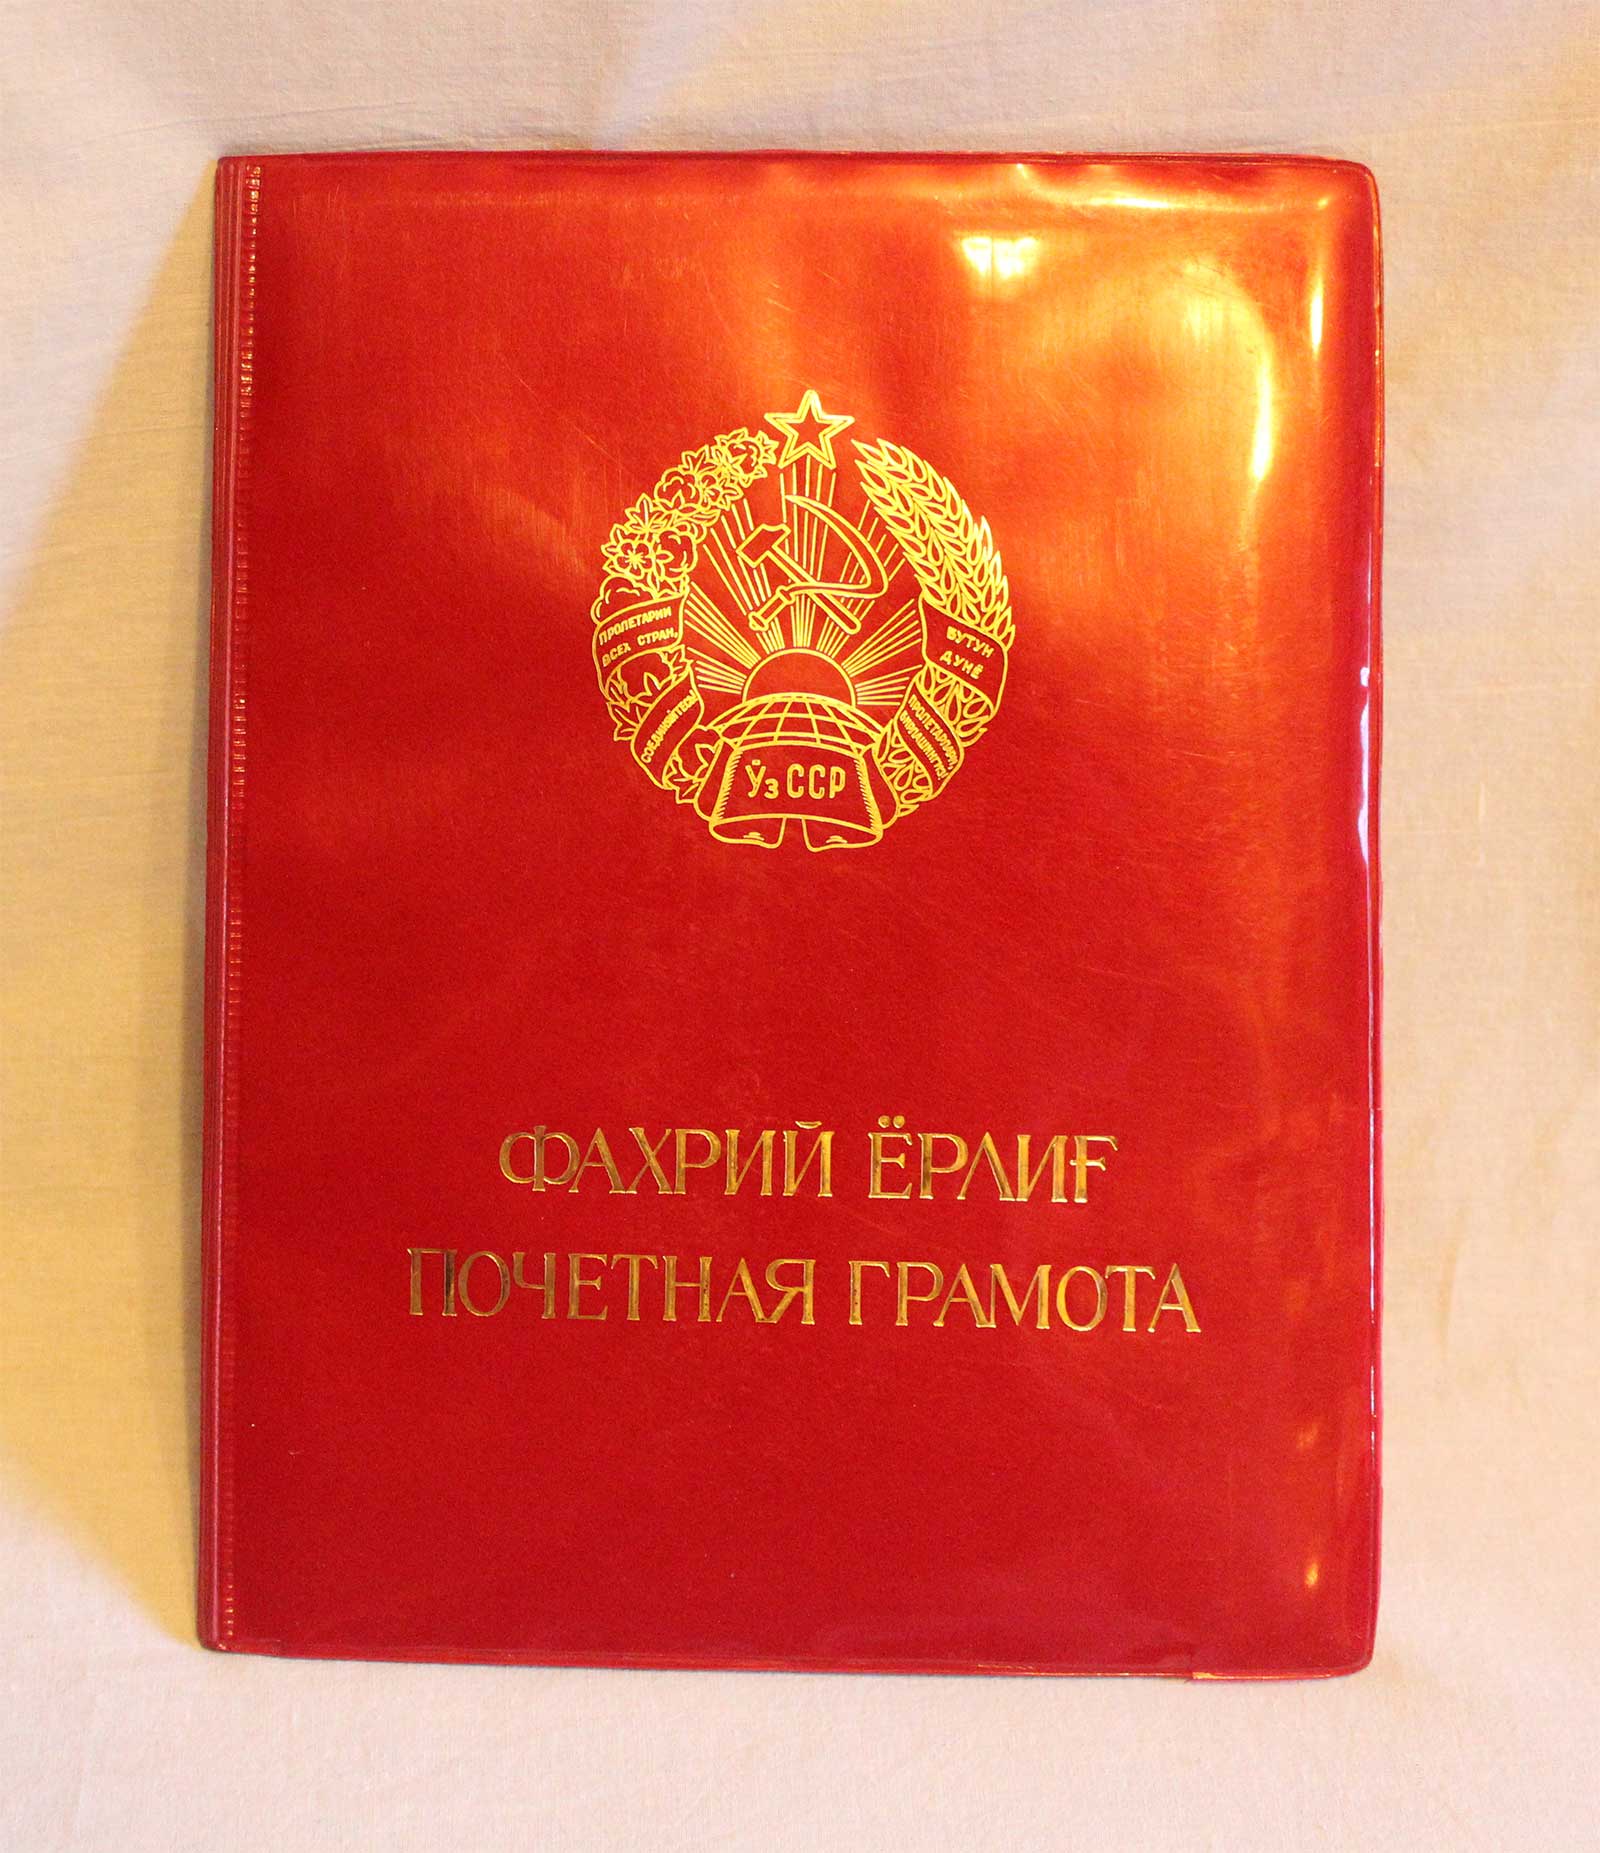 ПРОЛЕТАРИИ
ВСЕХ СТРАН,
СОЕДИНЯЙТЕСЬ!
БУТУН
ДУНЁ
ПРОЛЕТАРЛАРИ,
БИРЛАШИНГИЗ!
ЎзССР
ФАХРИЙ ЁРЛИҒ
ПОЧЕТНАЯ ГРАМОТА